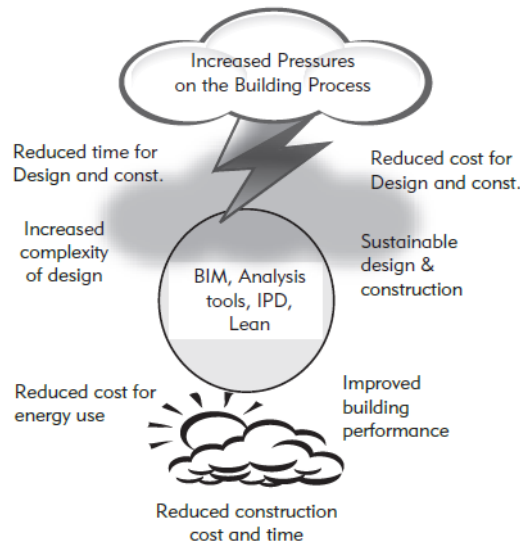 Increased Pressures
on the Building Process
Reduced time for
Design and const.
Reduced cost for
Design and const.
Increased
complexity
of design
Sustainable
design &
construction
BIM, Analysis
tools, IPD,
Lean
Reduced cost for
energy use
Improved
building
performance
Reduced construction
cost and time